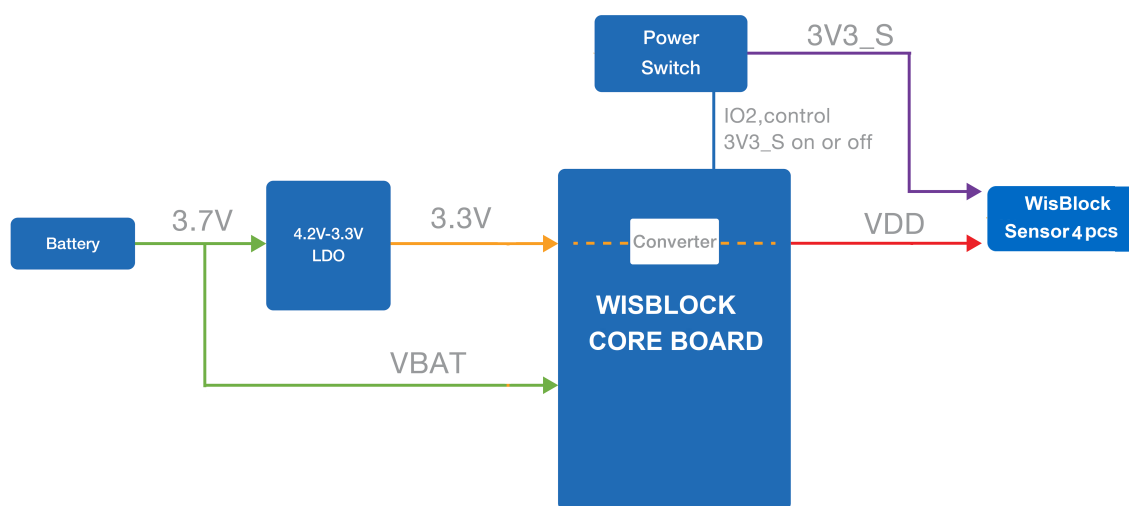 Power
Switch
3V3_S
IO2,control
3V3_S on or off
Battery
3.7V
4.2V-3.3V
LDO
3.3V
Converter
VDD
WisBlock
Sensor 4 pcs
WISBLOCK
CORE BOARD
VBAT